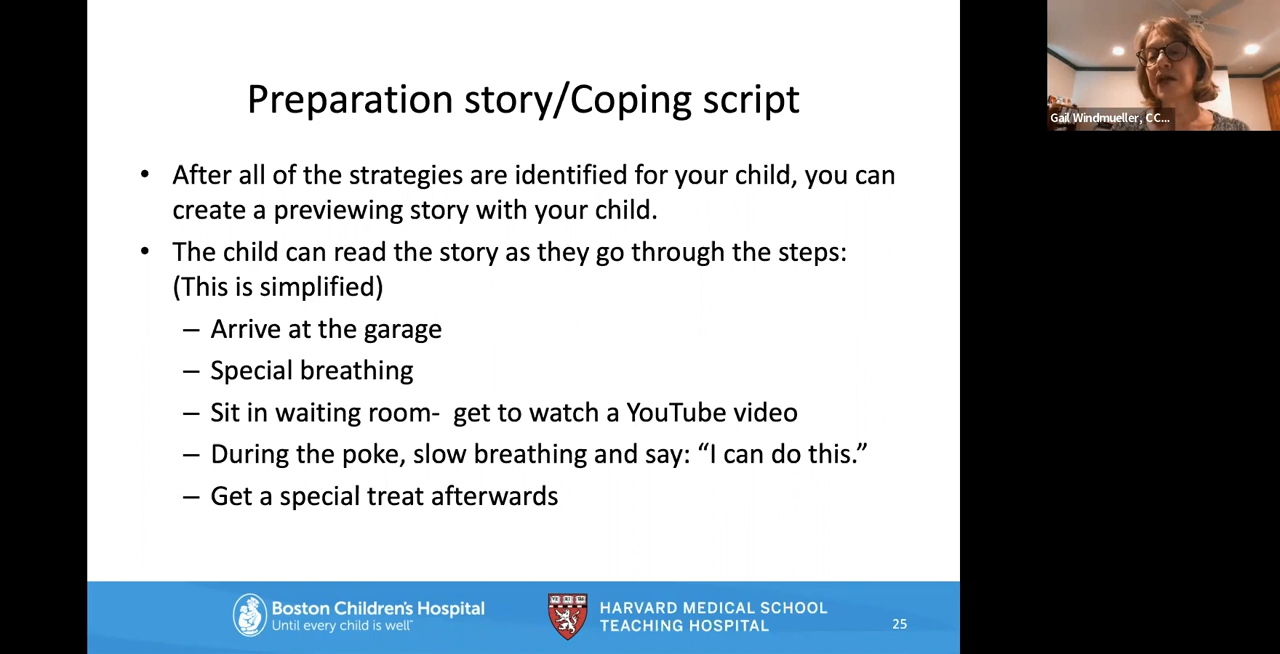 Preparation story/Coping script
• After all of the strategies are identified for your child, you can
create a previewing story with your child.
• The child can read the story as they go through the steps:
(This is simplified)
– Arrive at the garage
– Special breathing
– Sit in waiting room-  get to watch a YouTube video
– During the poke, slow breathing and say: “I can do this.”
– Get a special treat afterwards
Boston Children's Hospital
Until every child is well™
HARVARD MEDICAL SCHOOL
TEACHING HOSPITAL
25
Gail Windmueller, CC...